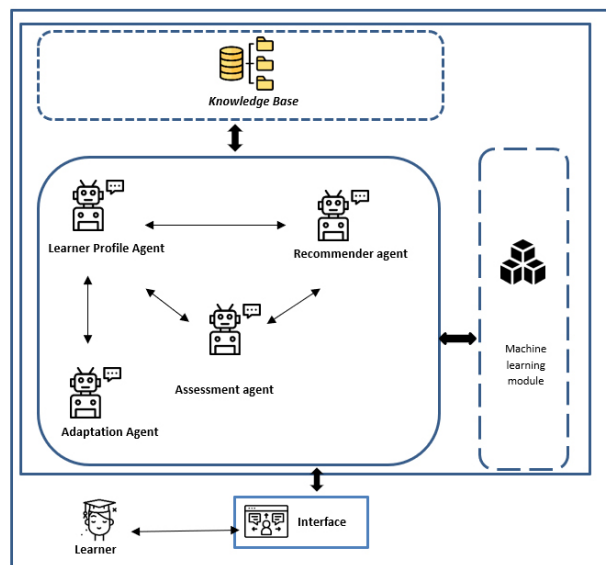 Knowledge Base
Learner Profile Agent
Recommender agent
Assessment agent
Adaptation Agent
Machine
learning
module
Interface
Learner